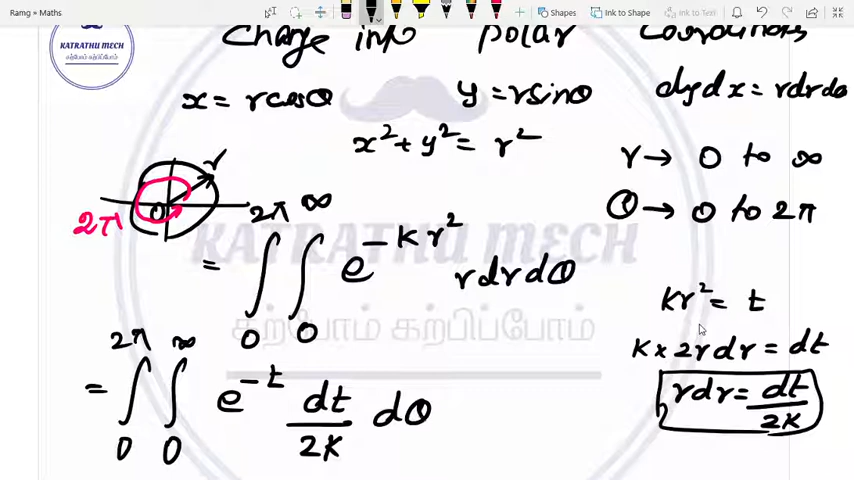 Ramg » Maths
Shapes Ink to Shape Ink to Text
KATRATHU MECH
கற்போம் கற்பிப்போம்
Change into polar coordinates
x = rcosθ y = rsinθ dydx = rdrdθ
x² + y² = r²
r → 0 to ∞
θ → 0 to 2π
r
0
2π
= ∫₀^2π ∫₀^∞ e^-Kr² rdrdθ
KATRATHU MECH
கற்போம் கற்பிப்போம்
Kr² = t
K x 2rdr = dt
rdr = dt/2K
= ∫₀^2π ∫₀^∞ e^-t dt/2K dθ